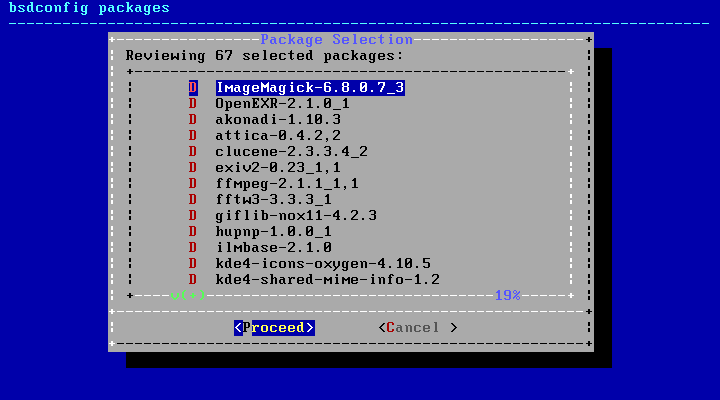 bsdconfig packages
Package Selection
Reviewing 67 selected packages:
D ImageMagick-6.8.0.7_3
D OpenEXR-2.1.0_1
D akonadi-1.10.3
D attica-0.4.2,2
D clucene-2.3.3.4_2
D exiv2-0.23_1,1
D ffmpeg-2.1.1_1,1
D fftw3-3.3.3_1
D giflib-nox11-4.2.3
D hupnp-1.0.0_1
D ilmbase-2.1.0
D kde4-icons-oxygen-4.10.5
D kde4-shared-mime-info-1.2
v(+) 19%
<Proceed> <Cancel >